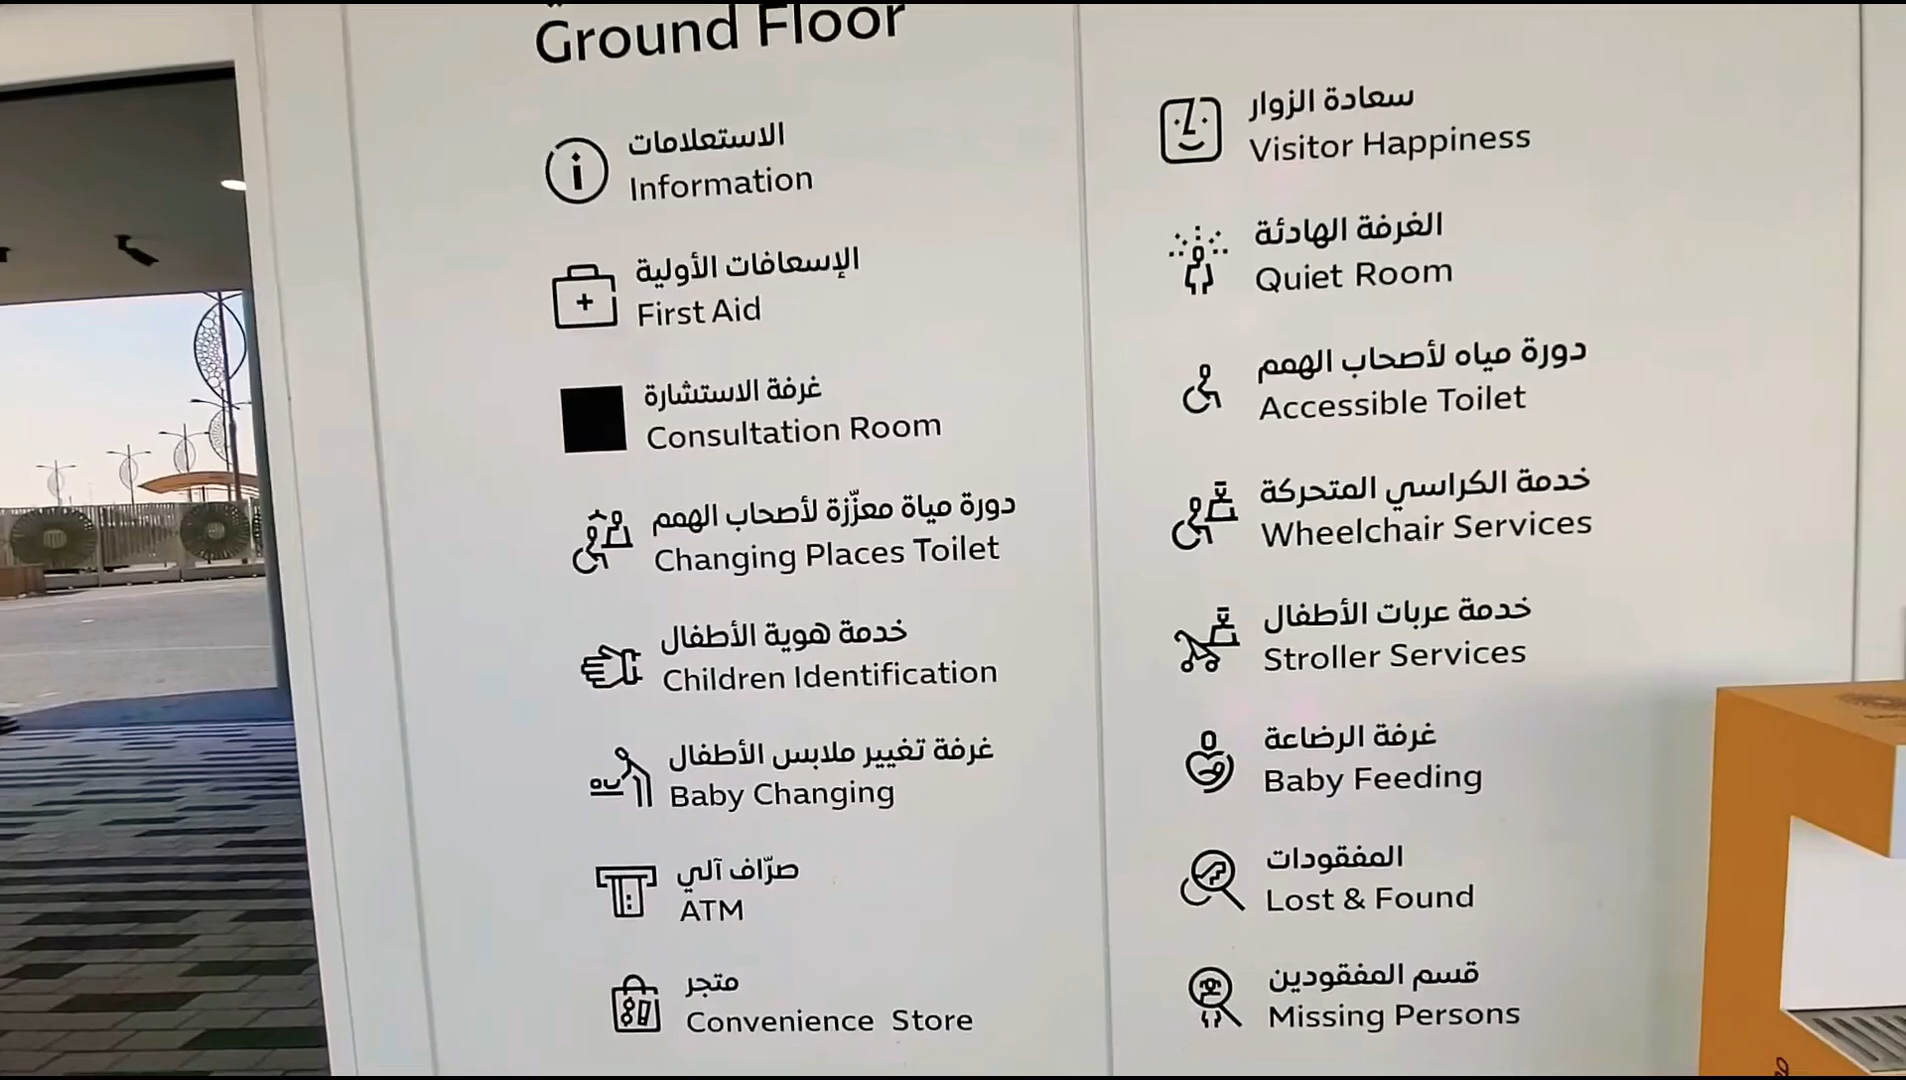 Ground Floor
الاستعلامات
Information
الإسعافات الأولية
First Aid
غرفة الاستشارة
Consultation Room
دورة مياة معزّزة لأصحاب الهمم
Changing Places Toilet
خدمة هوية الأطفال
Children Identification
غرفة تغيير ملابس الأطفال
Baby Changing
صرّاف آلي
ATM
متجر
Convenience Store
سعادة الزوار
Visitor Happiness
الغرفة الهادئة
Quiet Room
دورة مياه لأصحاب الهمم
Accessible Toilet
خدمة الكراسي المتحركة
Wheelchair Services
خدمة عربات الأطفال
Stroller Services
غرفة الرضاعة
Baby Feeding
المفقودات
Lost & Found
قسم المفقودين
Missing Persons